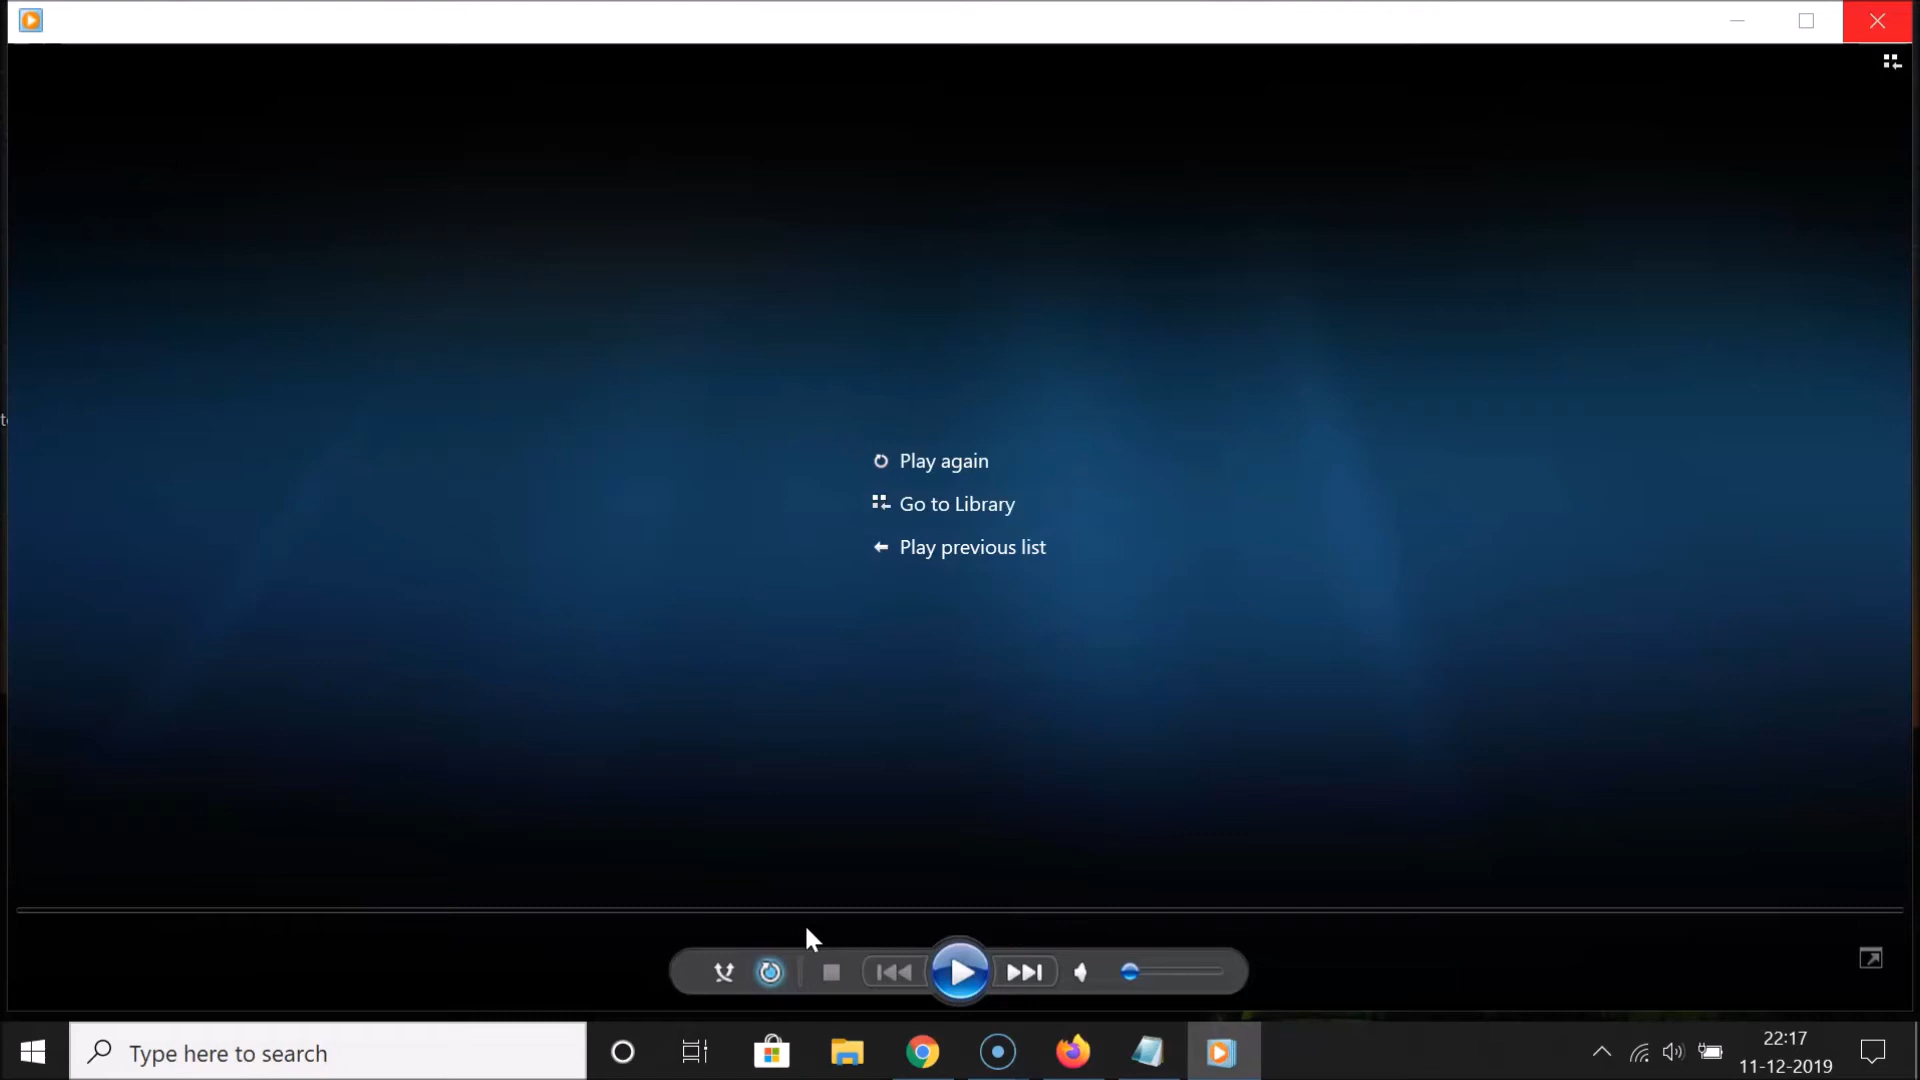 Play again
Go to Library
Play previous list
Type here to search
22:17
11-12-2019